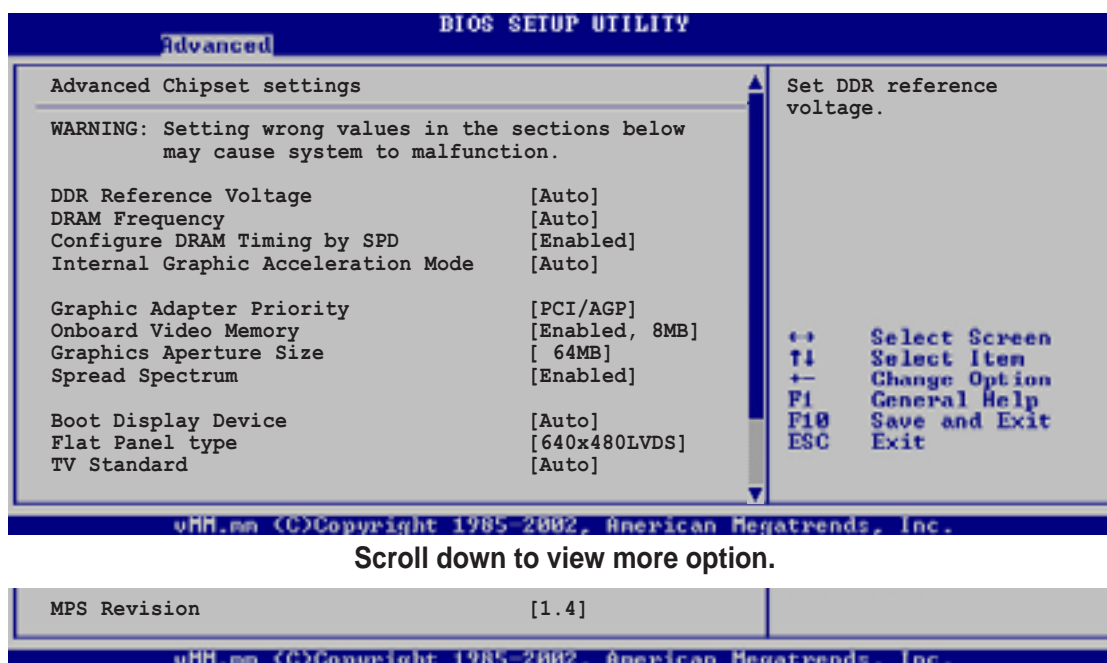 BIOS SETUP UTILITY
Advanced
Advanced Chipset settings
WARNING: Setting wrong values in the sections below
may cause system to malfunction.
DDR Reference Voltage [Auto]
DRAM Frequency [Auto]
Configure DRAM Timing by SPD [Enabled]
Internal Graphic Acceleration Mode [Auto]
Graphic Adapter Priority [PCI/AGP]
Onboard Video Memory [Enabled, 8MB]
Graphics Aperture Size [ 64MB]
Spread Spectrum [Enabled]
Boot Display Device [Auto]
Flat Panel type [640x480LVDS]
TV Standard [Auto]
Set DDR reference
voltage.
↔ Select Screen
↑↓ Select Item
+- Change Option
F1 General Help
F10 Save and Exit
ESC Exit
vMM.mm (C)Copyright 1985-2002, American Megatrends, Inc.
Scroll down to view more option.
MPS Revision [1.4]
vMM.mm (C)Copyright 1985-2002, American Megatrends, Inc.